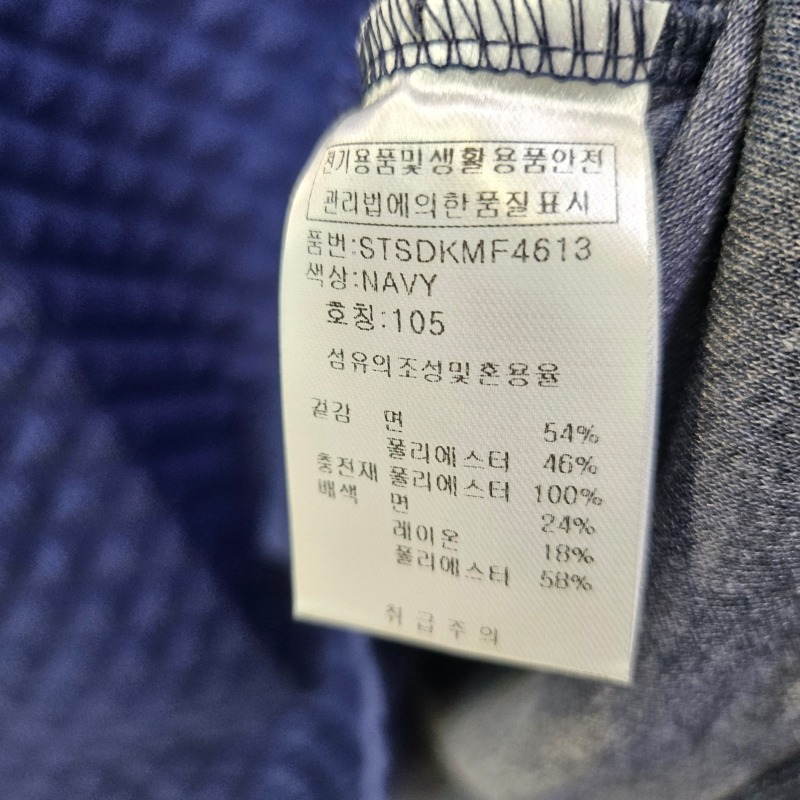 전기용품및생활용품안전
관리법에의한품질표시
품번:STSDKMF4613
색상:NAVY
호칭:105
섬유의조성및혼용율
겉감 면 54%
폴리에스터 46%
충전재 폴리에스터 100%
배색 면 24%
레이온 18%
폴리에스터 58%
취급주의